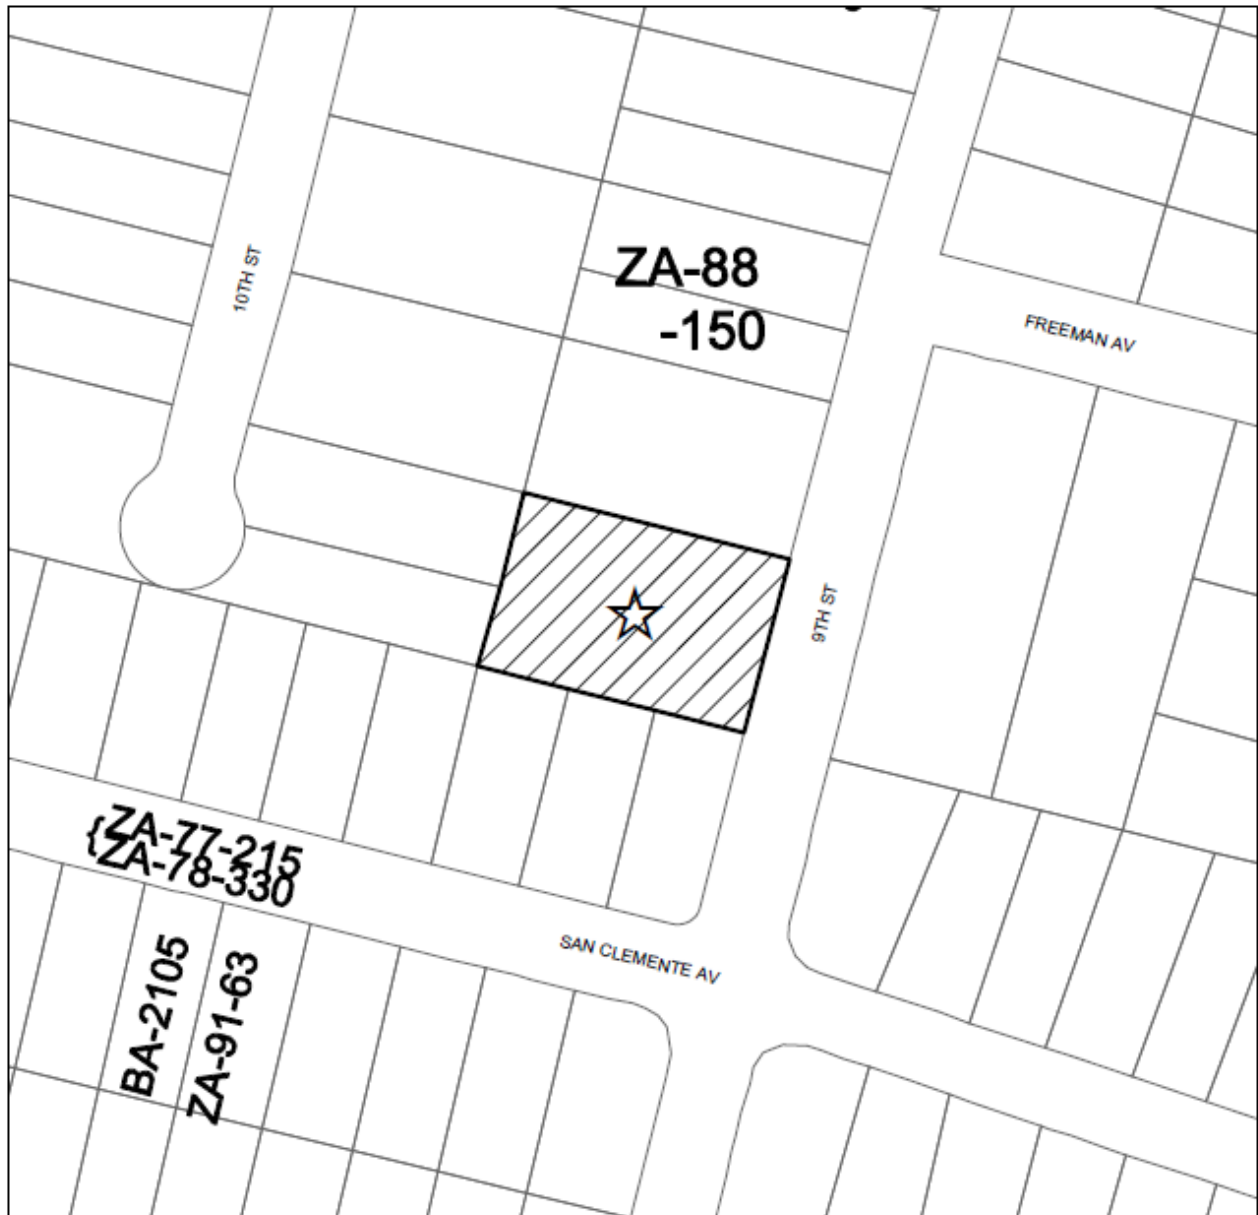 10TH ST
ZA-88
-150
FREEMAN AV
9TH ST
{ZA-77-215
ZA-78-330
SAN CLEMENTE AV
BA-2105
ZA-91-63